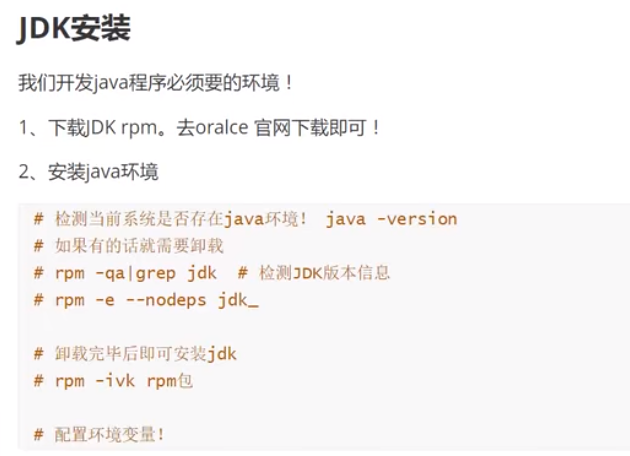 JDK安装
我们开发java程序必须要的环境！
1、下载JDK rpm。去oralce 官网下载即可！
2、安装java环境
# 检测当前系统是否存在java环境！ java -version
# 如果有的话就需要卸载
# rpm -qa|grep jdk  # 检测JDK版本信息
# rpm -e --nodeps jdk_
# 卸载完毕后即可安装jdk
# rpm -ivk rpm包
# 配置环境变量！